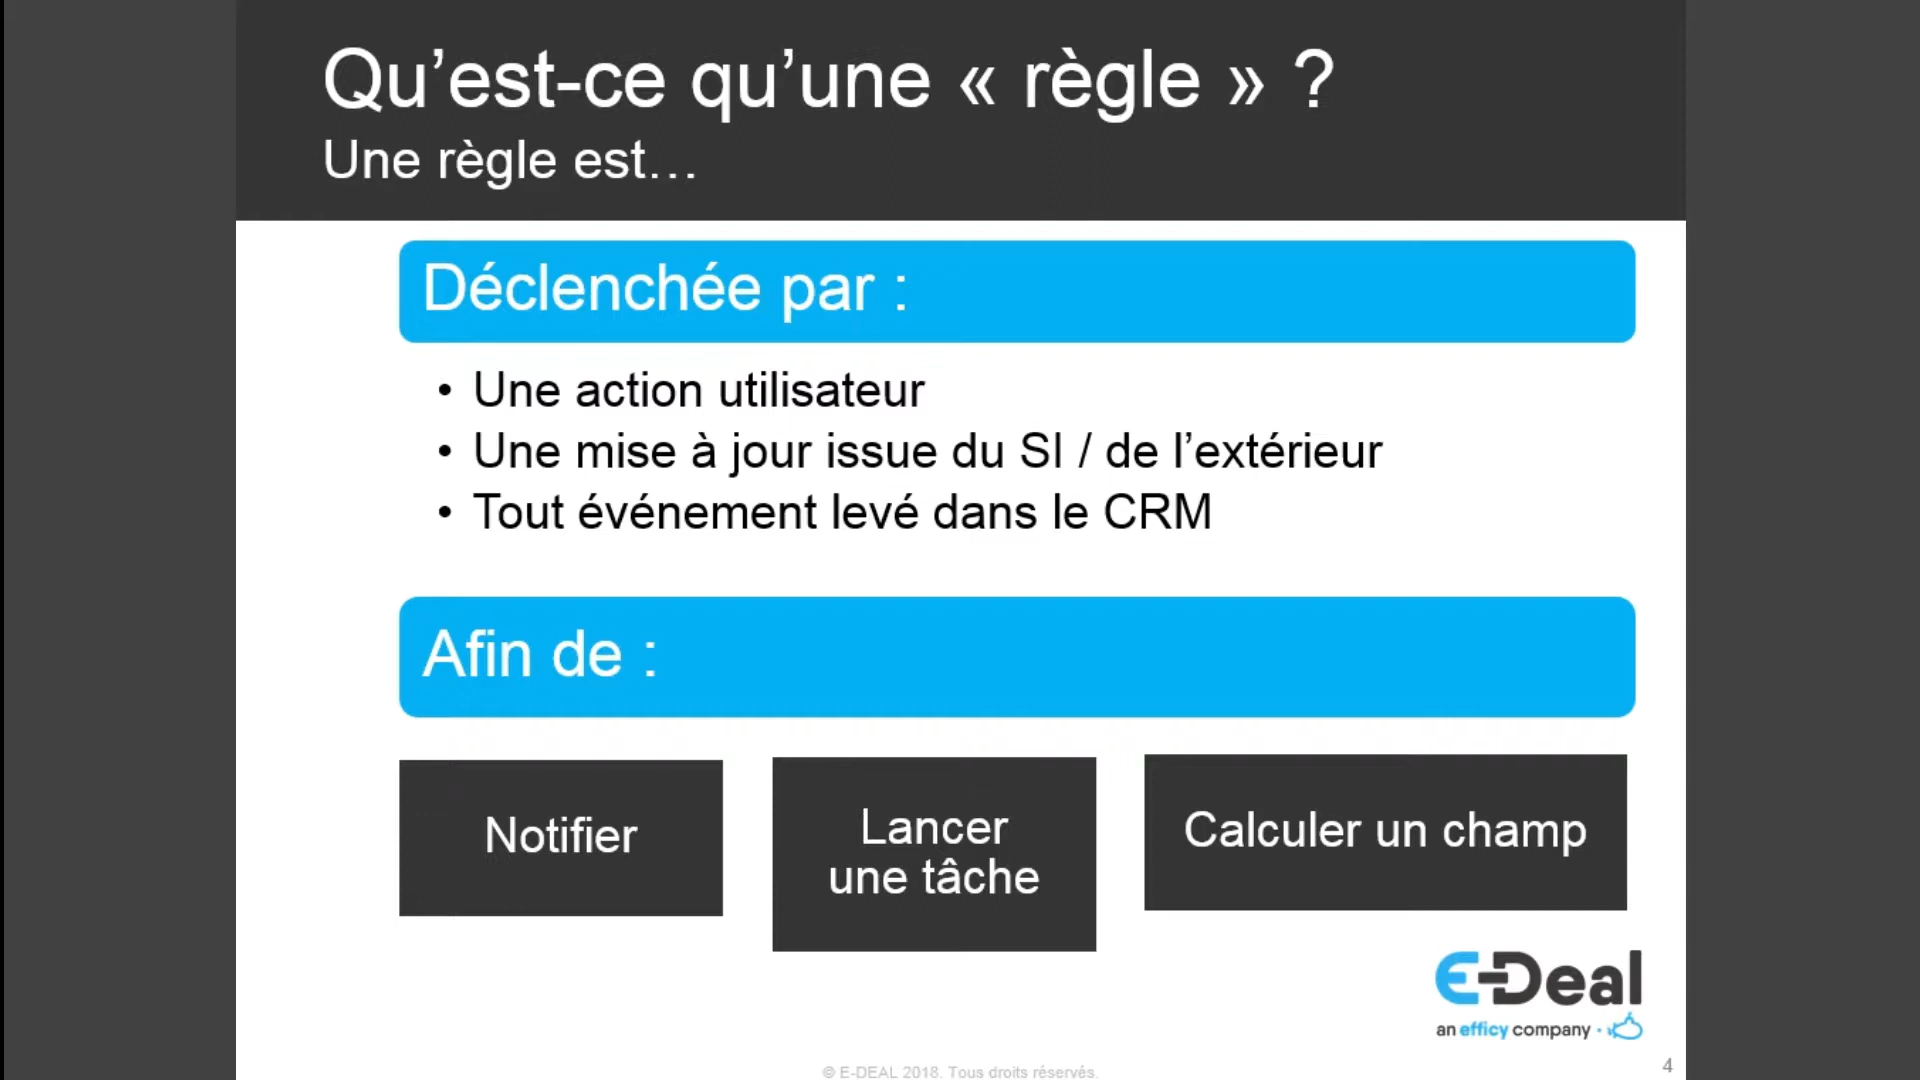 Qu’est-ce qu’une « règle » ?
Une règle est…
Déclenchée par :
• Une action utilisateur
• Une mise à jour issue du SI / de l’extérieur
• Tout événement levé dans le CRM
Afin de :
Notifier
Lancer
une tâche
Calculer un champ
E-Deal
an efficy company
© E-DEAL 2018. Tous droits réservés.
4